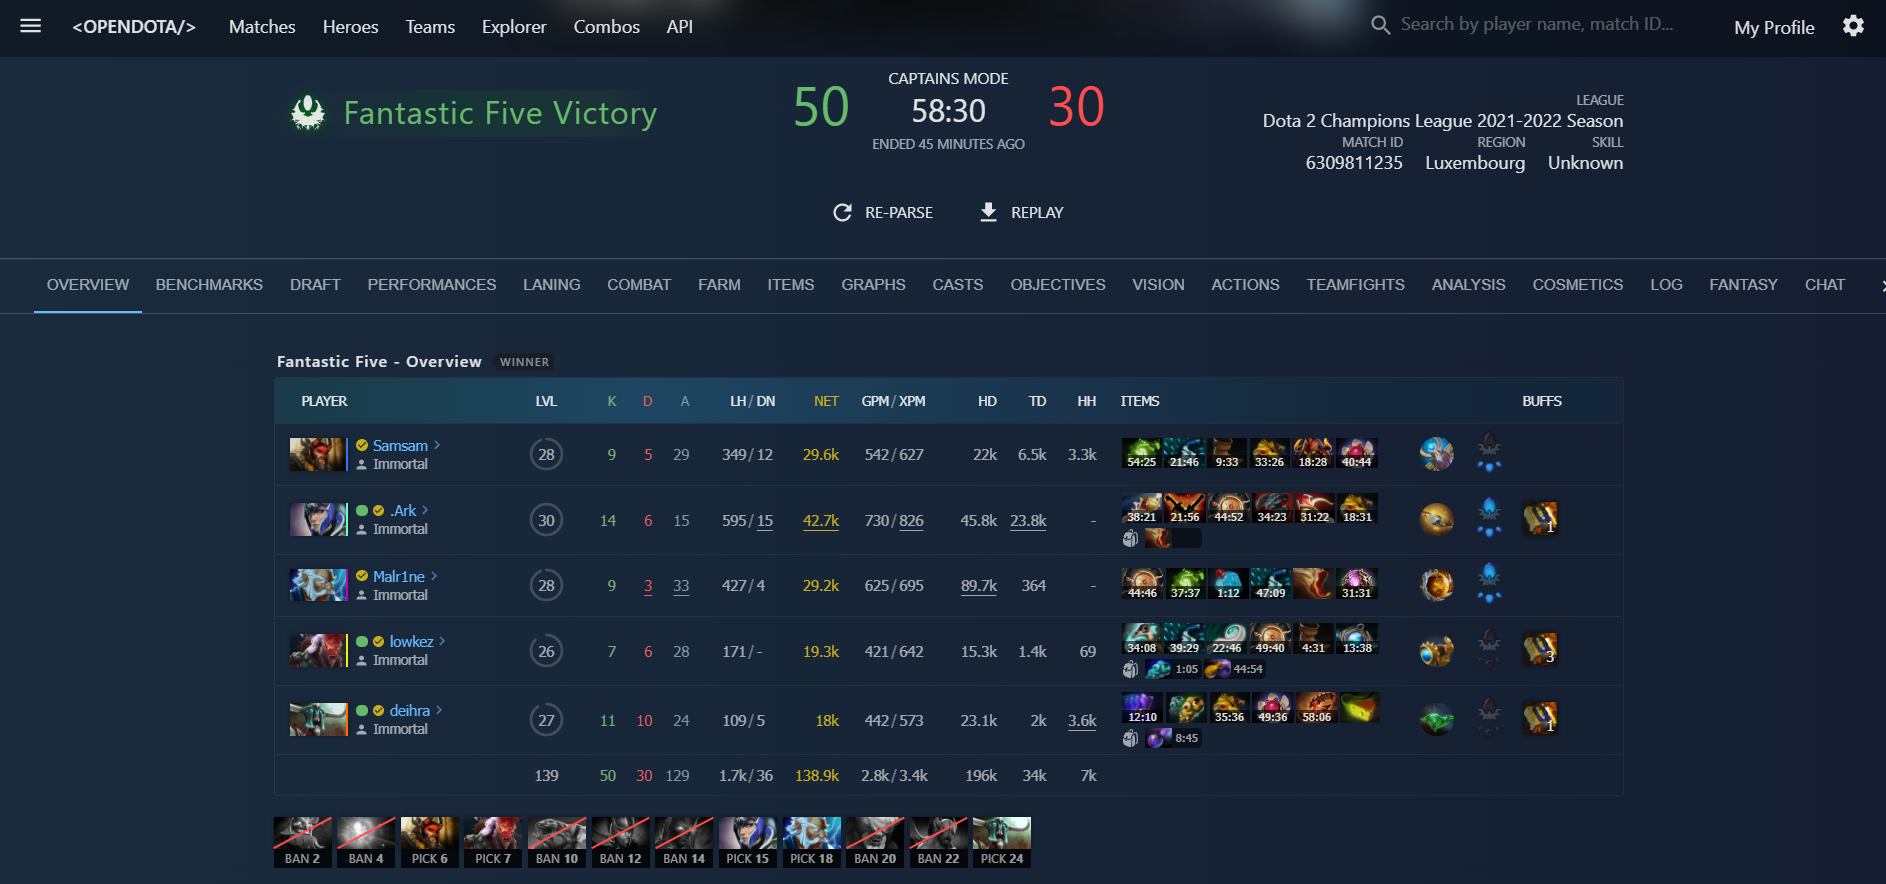 <OPENDOTA/> Matches Heroes Teams Explorer Combos API Search by player name, match ID... My Profile
Fantastic Five Victory
50 CAPTAINS MODE 30
58:30
ENDED 45 MINUTES AGO
LEAGUE
Dota 2 Champions League 2021-2022 Season
MATCH ID REGION SKILL
6309811235 Luxembourg Unknown
RE-PARSE REPLAY
OVERVIEW BENCHMARKS DRAFT PERFORMANCES LANING COMBAT FARM ITEMS GRAPHS CASTS OBJECTIVES VISION ACTIONS TEAMFIGHTS ANALYSIS COSMETICS LOG FANTASY CHAT
Fantastic Five - Overview WINNER
PLAYER LVL K D A LH / DN NET GPM / XPM HD TD HH ITEMS BUFFS
Samsam 28 9 5 29 349 / 12 29.6k 542 / 627 22k 6.5k 3.3k 54:25 21:46 9:33 33:26 18:28 40:44
Immortal
.Ark 30 14 6 15 595 / 15 42.7k 730 / 826 45.8k 23.8k - 38:21 21:56 44:52 34:23 31:22 18:31 1
Immortal
Malr1ne 28 9 3 33 427 / 4 29.2k 625 / 695 89.7k 364 - 44:46 37:37 1:12 47:09 31:31
Immortal
lowkez 26 7 6 28 171 / - 19.3k 421 / 642 15.3k 1.4k 69 34:08 39:29 22:46 49:40 4:31 13:38 3
Immortal 1:05 44:54
deihra 27 11 10 24 109 / 5 18k 442 / 573 23.1k 2k 3.6k 12:10 35:36 49:36 58:06 1
Immortal 8:45
139 50 30 129 1.7k / 36 138.9k 2.8k / 3.4k 196k 34k 7k
BAN 2 BAN 4 PICK 6 PICK 7 BAN 10 BAN 12 BAN 14 PICK 15 PICK 18 BAN 20 BAN 22 PICK 24